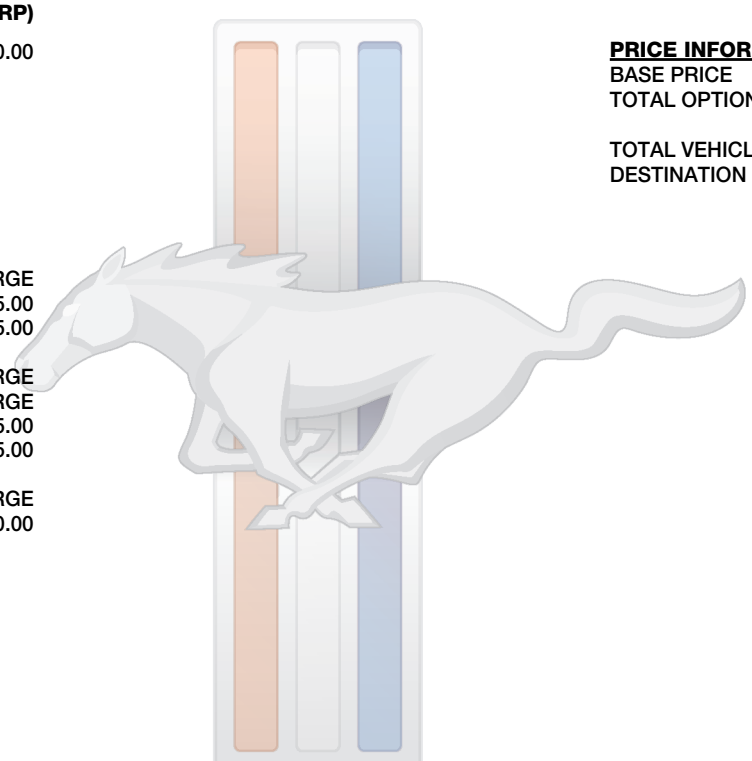 RP)
0.00
RGE
5.00
5.00
RGE
RGE
5.00
5.00
RGE
0.00
PRICE INFOR
BASE PRICE
TOTAL OPTION
TOTAL VEHICL
DESTINATION